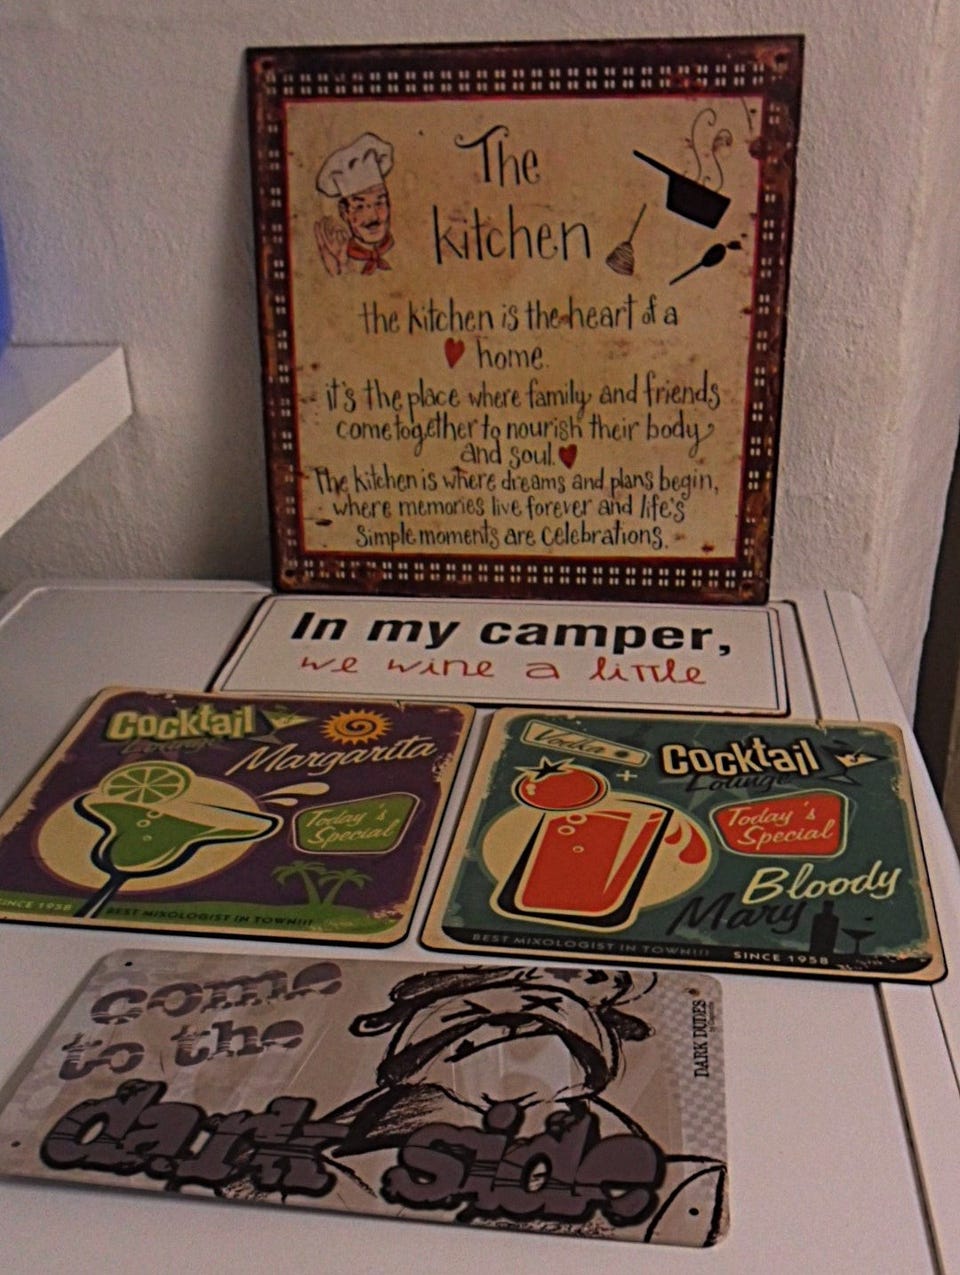 The
kitchen
the kitchen is the heart of a
home.
it's the place where family and friends
come together to nourish their body
and soul.
The kitchen is where dreams and plans begin,
where memories live forever and life's
simple moments are celebrations.
In my camper,
we wine a little
Cocktail
Lounge
Margarita
Today's
Special
SINCE 1958
BEST MIXOLOGIST IN TOWN!!!
Vodka
+
Cocktail
Lounge
Today's
Special
Bloody
Mary
BEST MIXOLOGIST IN TOWN!!!
SINCE 1958
come
to the
dark side
DARK DUDES